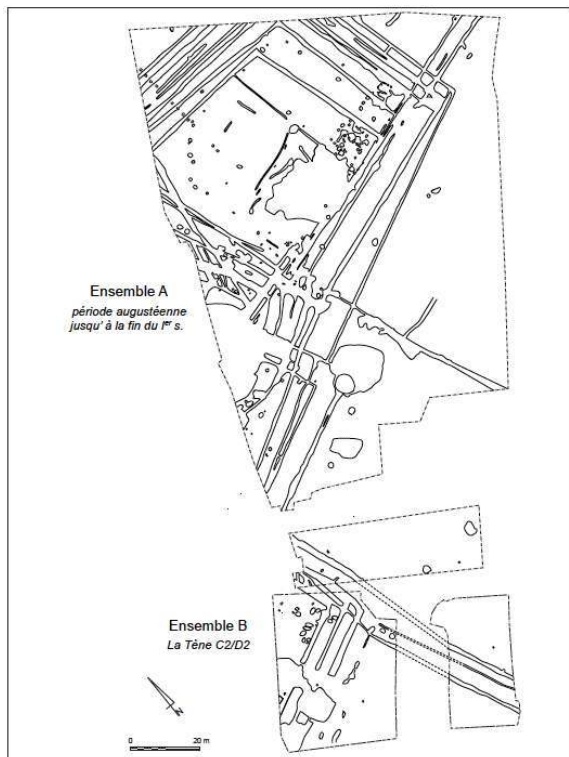 Ensemble A
période augustéenne
jusqu' à la fin du Ier s.
Ensemble B
La Tène C2/D2
N
0 20 m